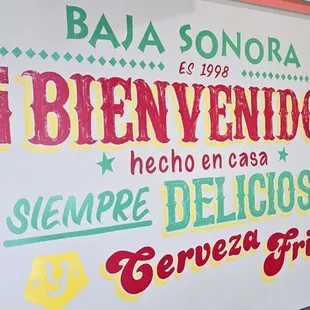 BAJA SONORA
ES 1998
¡BIENVENIDO
hecho en casa
SIEMPRE DELICIOS
y Cerveza Fri